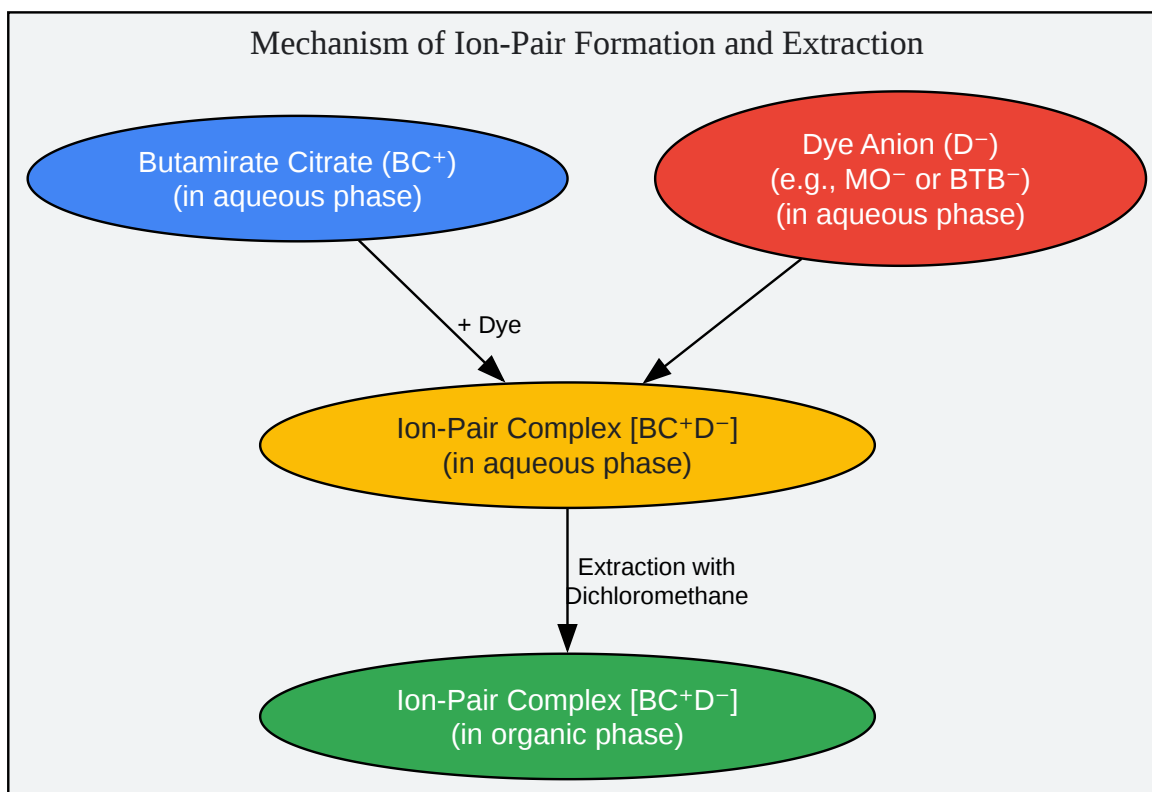 Mechanism of Ion-Pair Formation and Extraction
Butamirate Citrate (BC⁺)
(in aqueous phase)
Dye Anion (D⁻)
(e.g., MO⁻ or BTB⁻)
(in aqueous phase)
+ Dye
Ion-Pair Complex [BC⁺D⁻]
(in aqueous phase)
Extraction with
Dichloromethane
Ion-Pair Complex [BC⁺D⁻]
(in organic phase)